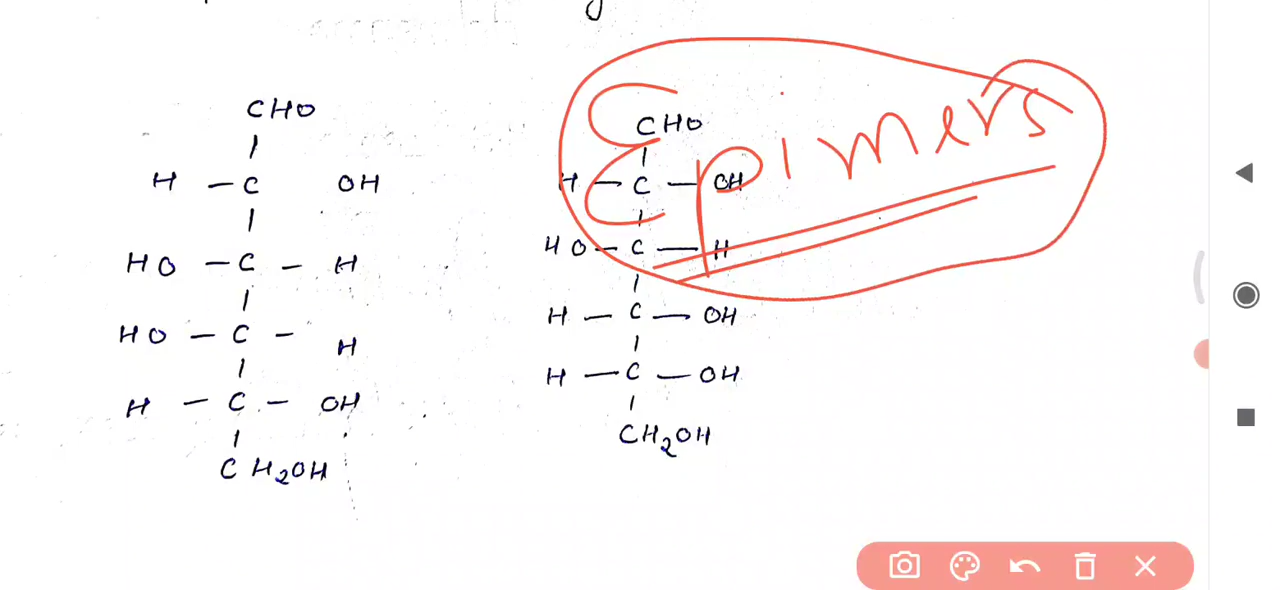 CHO
H - C OH
HO - C - H
HO - C - H
H - C - OH
CH2OH
CHO
H - C - OH
HO - C - H
H - C - OH
H - C - OH
CH2OH
Epimers